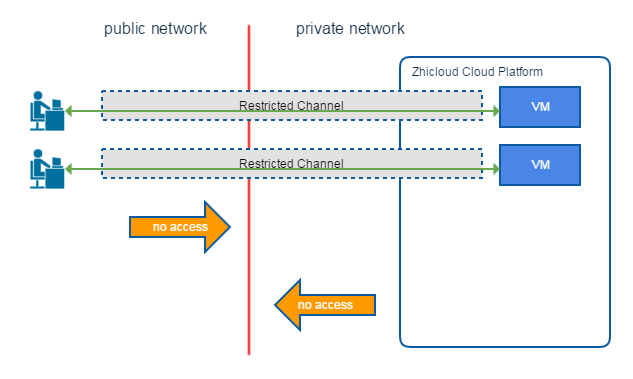 public network
private network
Zhicloud Cloud Platform
Restricted Channel
VM
Restricted Channel
VM
no access
no access